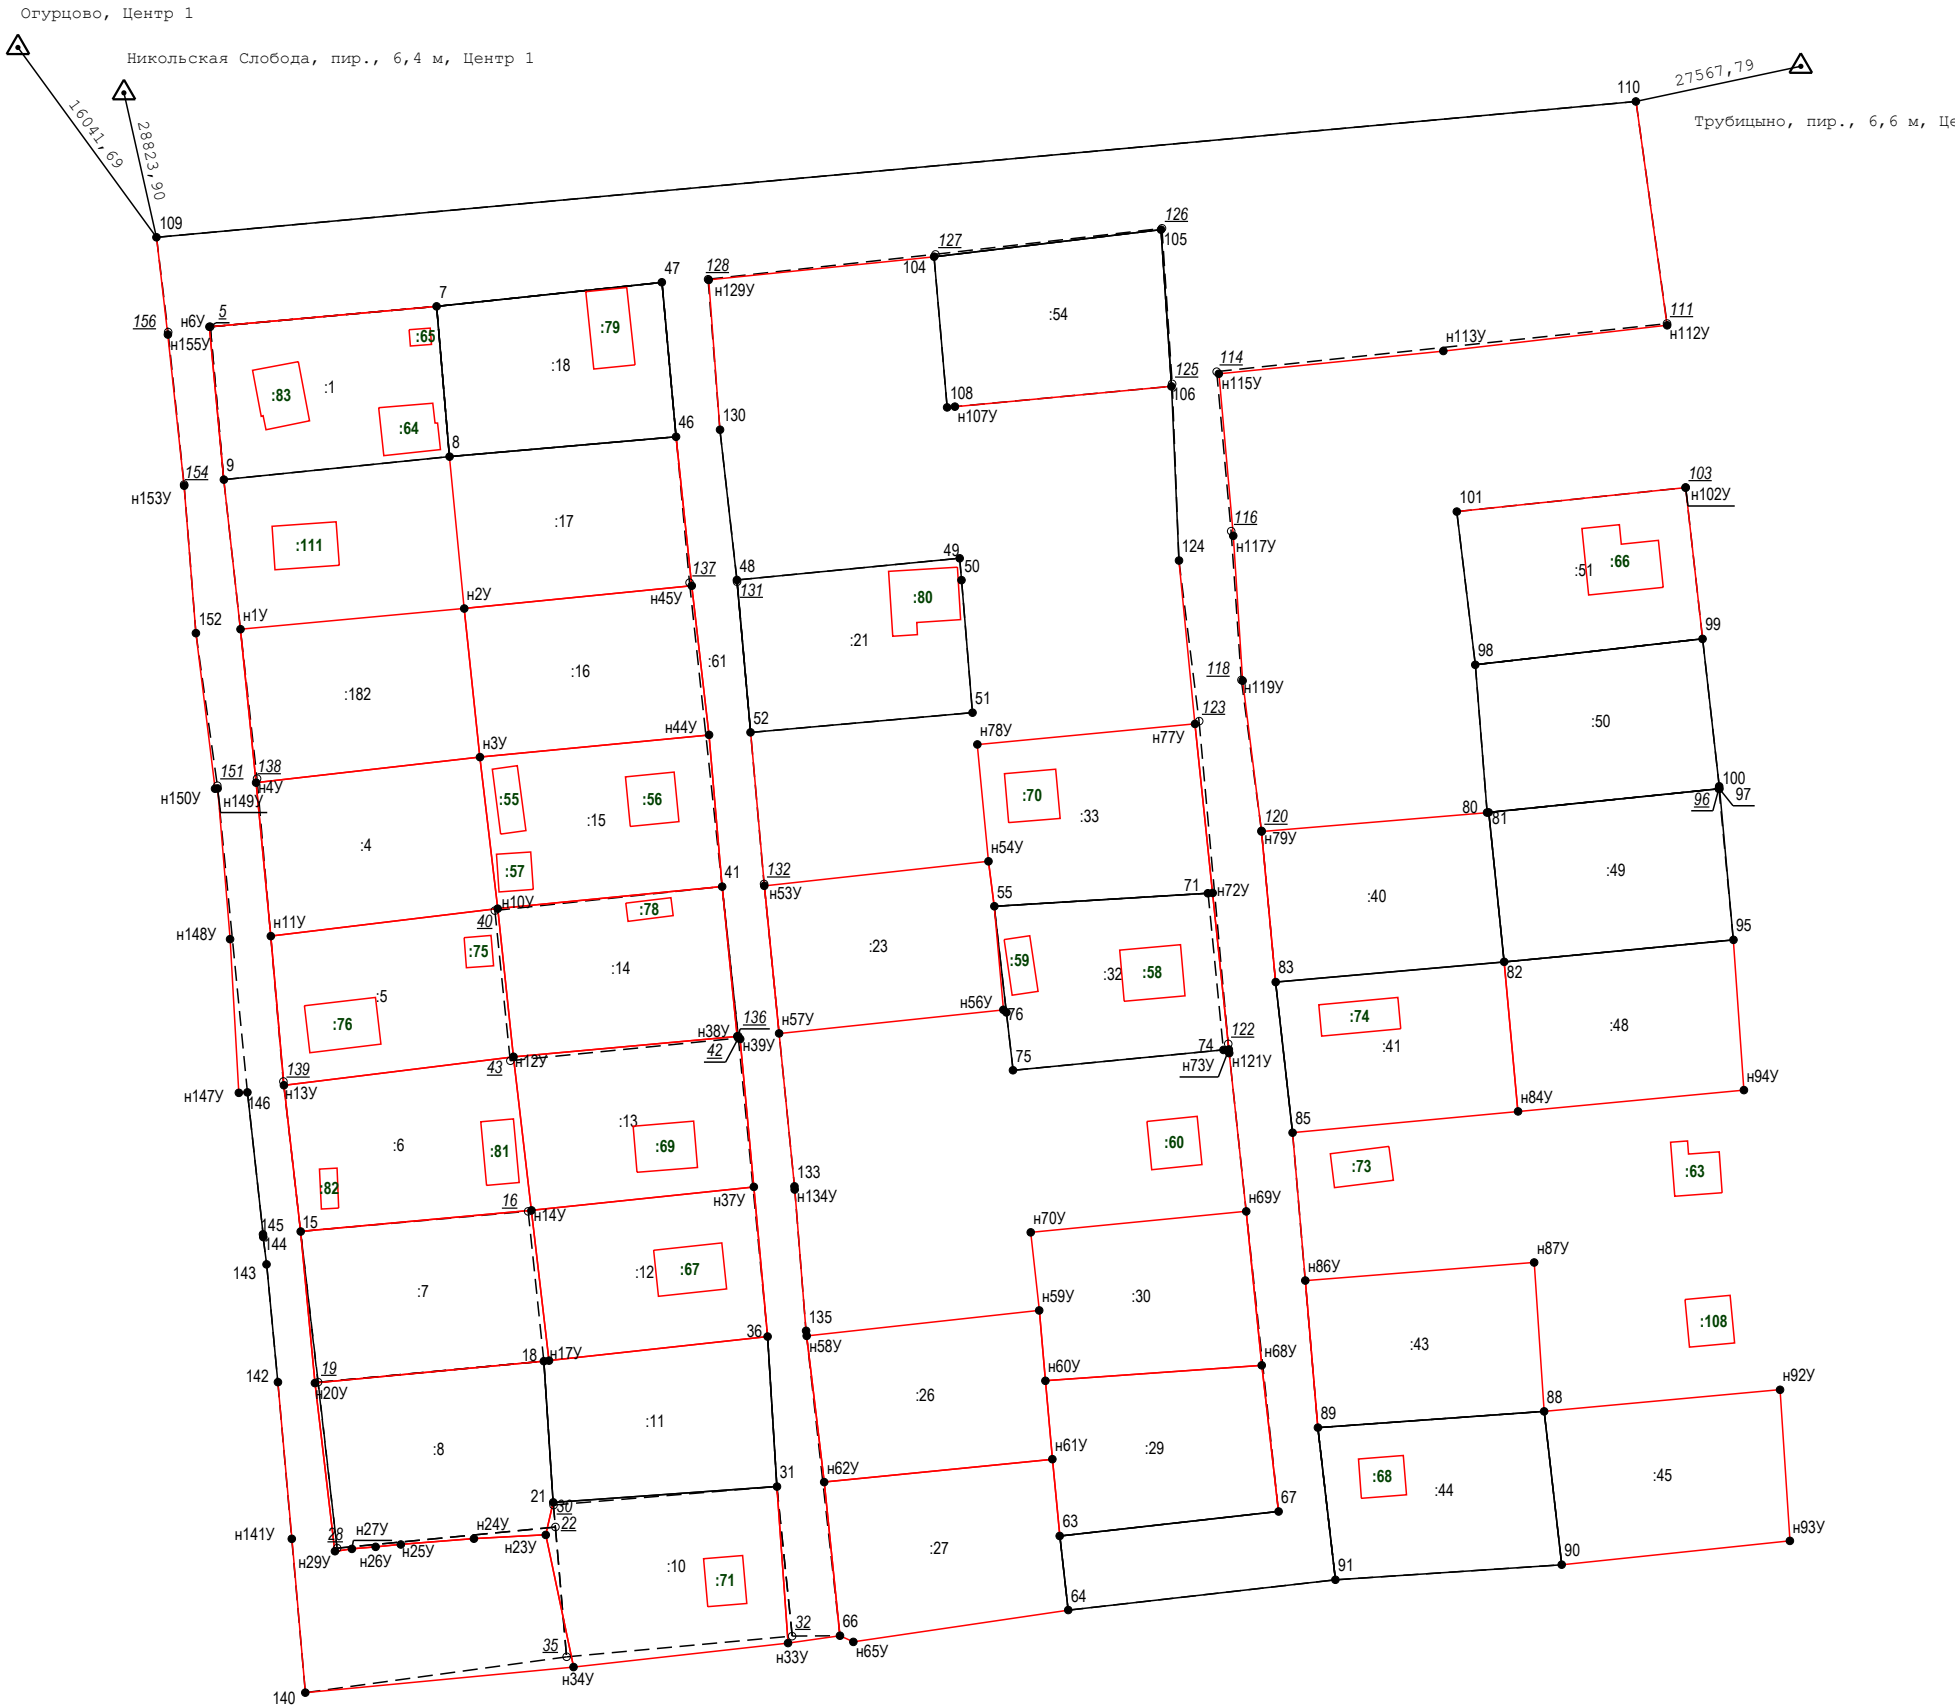 Огурцово, Центр 1
Никольская Слобода, пир., 6,4 м, Центр 1
16041,69
28823,90
27567,79
110
Трубицыно, пир., 6,6 м, Це
109
126
105
127
104
47
128
н129У
7
5
н6У
156
н155У
:79
:65
:18
:54
111
н112У
н113У
114
н115У
:1
:83
:64
125
106
108
н107У
130
46
8
9
154
н153У
103
н102У
101
:17
:111
116
н117У
124
49
50
48
131
137
н45У
:80
:66
:51
н2У
н1У
152
:21
99
98
:61
:16
:182
118
н119У
51
52
123
н77У
н78У
н44У
н3У
:50
138
н4У
151
н150У
н149У
100
97
96
:55
:56
:15
:70
:33
80
81
120
н79У
:4
:57
н54У
41
132
н53У
:49
71
н72У
55
:40
н10У
40
:78
н11У
н148У
95
:75
:23
:59
:32
:58
82
83
:14
:5
:76
н56У
76
:74
:48
:41
136
н38У
н39У
42
н57У
122
74
н121У
н73У
75
н12У
43
139
н13У
н147У
146
н94У
н84У
85
:13
:6
:81
:69
:60
:73
:63
133
н134У
н37У
:82
16
н14У
15
н69У
н70У
145
144
143
н87У
н86У
:12
:67
:7
:30
н59У
:108
135
н58У
36
:43
18
н17У
19
н20У
142
н60У
н68У
н92У
88
89
:26
:11
:8
:29
н61У
н62У
31
:68
:44
:45
21
30
22
67
63
н24У
н23У
н27У
28
н25У
н26У
н29У
н141У
н93У
90
91
:27
:10
:71
64
32
66
н65У
н33У
35
н34У
140